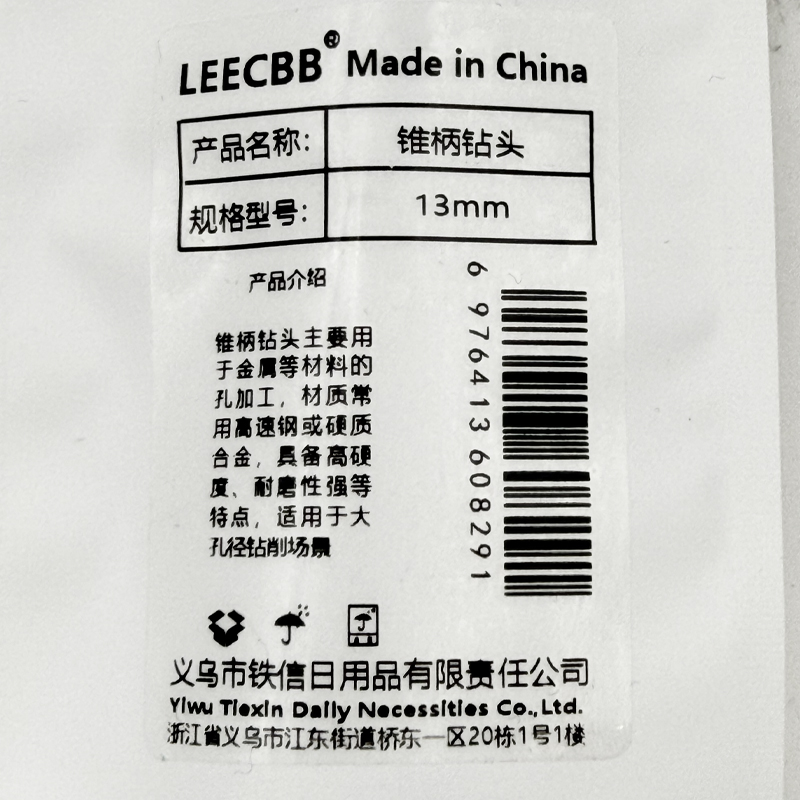 LEECBB® Made in China
产品名称: 锥柄钻头
规格型号: 13mm
产品介绍
锥柄钻头主要用
于金属等材料的
孔加工，材质常
用高速钢或硬质
合金，具备高硬
度、耐磨性强等
特点，适用于大
孔径钻削场景
6 976413 608291
义乌市铁信日用品有限责任公司
Yiwu Tiexin Daily Necessities Co.,Ltd.
浙江省义乌市江东街道桥东一区20栋1号1楼